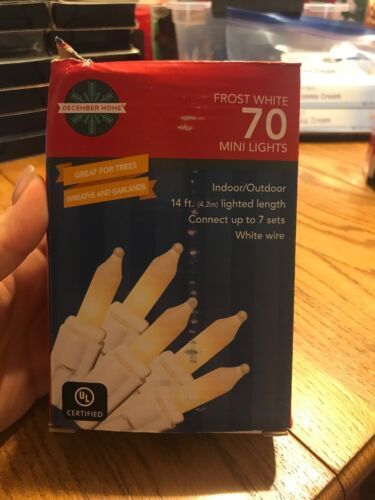 DECEMBER HOME
FROST WHITE
70
MINI LIGHTS
GREAT FOR TREES
WREATHS AND GARLANDS
Indoor/Outdoor
14 ft. (4.2m) lighted length
Connect up to 7 sets
White wire
UL
CERTIFIED